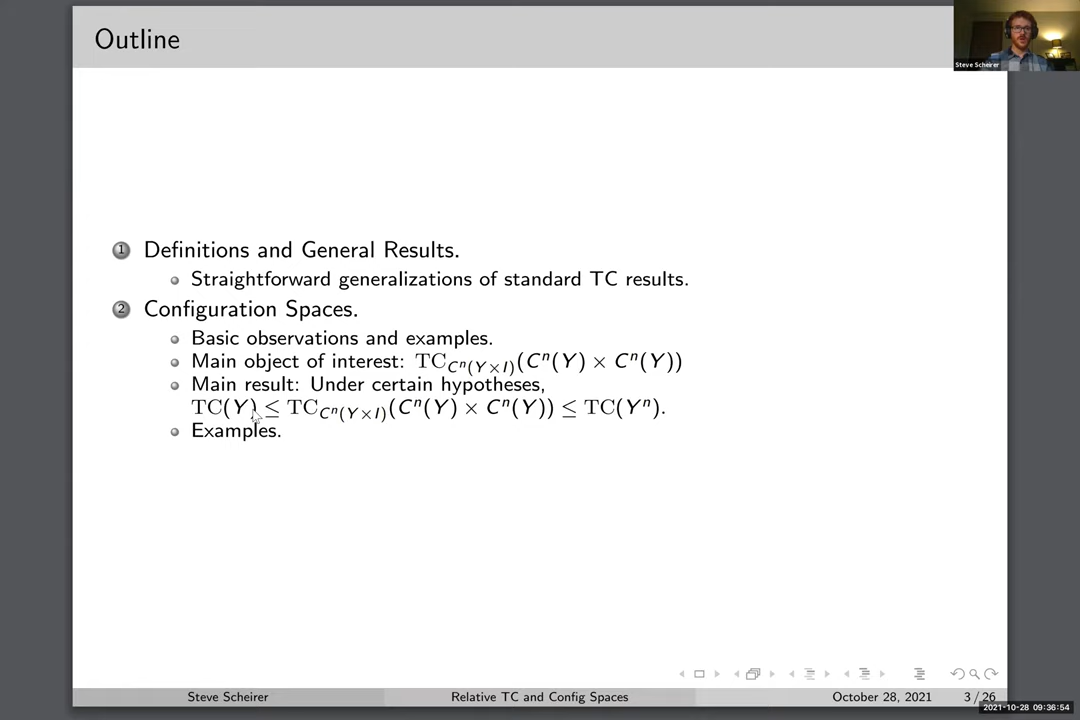 Outline
Steve Scheirer
1 Definitions and General Results.
Straightforward generalizations of standard TC results.
2 Configuration Spaces.
Basic observations and examples.
Main object of interest: TC_{C^n(Y×I)}(C^n(Y) × C^n(Y))
Main result: Under certain hypotheses,
TC(Y) ≤ TC_{C^n(Y×I)}(C^n(Y) × C^n(Y)) ≤ TC(Y^n).
Examples.
Steve Scheirer Relative TC and Config Spaces October 28, 2021 3 / 26
2021-10-28 09:36:54